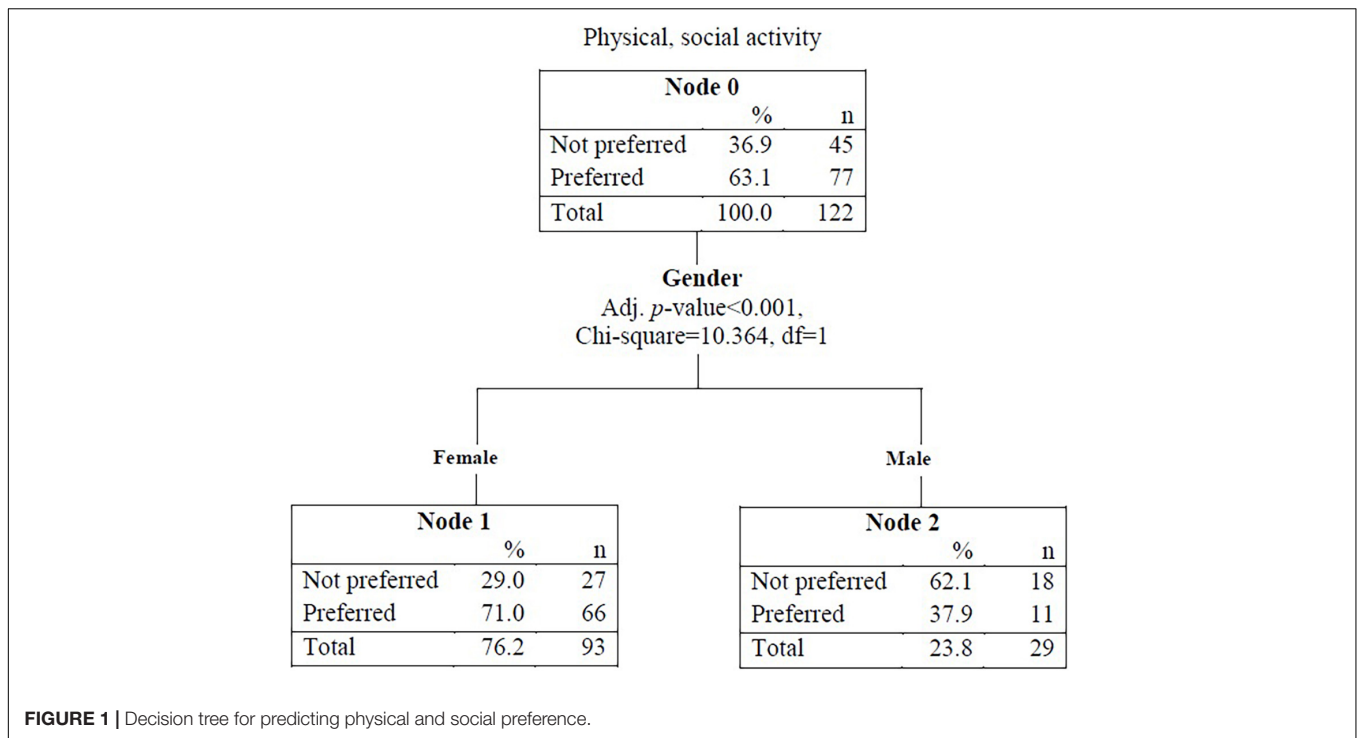 Physical, social activity
Node 0
% n
Not preferred 36.9 45
Preferred 63.1 77
Total 100.0 122
Gender
Adj. p-value<0.001,
Chi-square=10.364, df=1
Female
Node 1
% n
Not preferred 29.0 27
Preferred 71.0 66
Total 76.2 93
Male
Node 2
% n
Not preferred 62.1 18
Preferred 37.9 11
Total 23.8 29
FIGURE 1 | Decision tree for predicting physical and social preference.